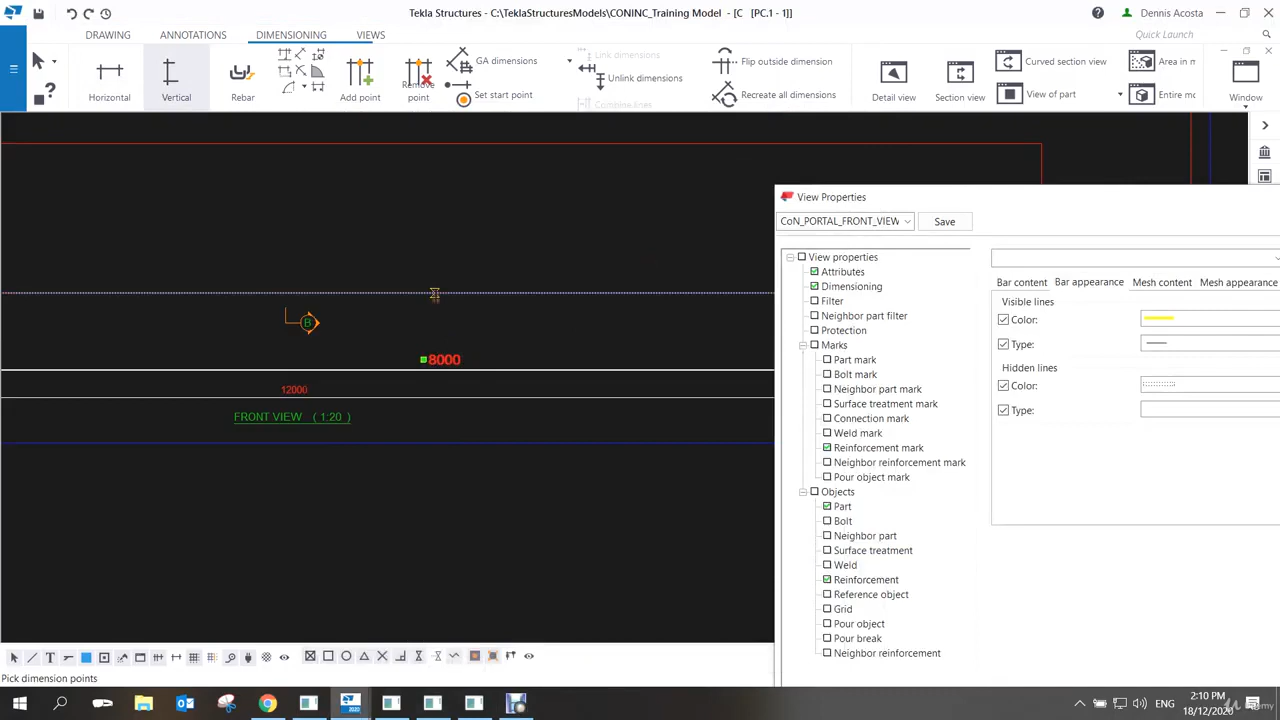 Tekla Structures - C:\TeklaStructuresModels\CONINC_Training Model - [C [PC.1 - 1]]
Dennis Acosta
DRAWING ANNOTATIONS DIMENSIONING VIEWS
Quick Launch
Horizontal
Vertical
Rebar
Add point
Remove point
GA dimensions
Set start point
Link dimensions
Unlink dimensions
Combine lines
Flip outside dimension
Recreate all dimensions
Detail view
Section view
Curved section view
View of part
Area in m
Entire mo
Window
B
8000
12000
FRONT VIEW ( 1:20 )
View Properties
CoN_PORTAL_FRONT_VIEW
Save
View properties
Attributes
Dimensioning
Filter
Neighbor part filter
Protection
Marks
Part mark
Bolt mark
Neighbor part mark
Surface treatment mark
Connection mark
Weld mark
Reinforcement mark
Neighbor reinforcement mark
Pour object mark
Objects
Part
Bolt
Neighbor part
Surface treatment
Weld
Reinforcement
Reference object
Grid
Pour object
Pour break
Neighbor reinforcement
Bar content Bar appearance Mesh content Mesh appearance
Visible lines
Color:
Type:
Hidden lines
Color:
Type:
Pick dimension points
2020
ENG
2:10 PM
18/12/2020